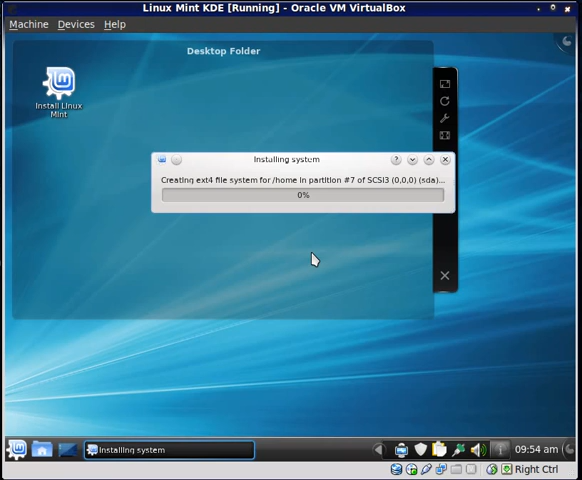 Linux Mint KDE [Running] - Oracle VM VirtualBox
Machine Devices Help
Desktop Folder
Install Linux
Mint
Installing system
Creating ext4 file system for /home in partition #7 of SCSI3 (0,0,0) (sda)...
0%
Installing system
09:54 am
Right Ctrl